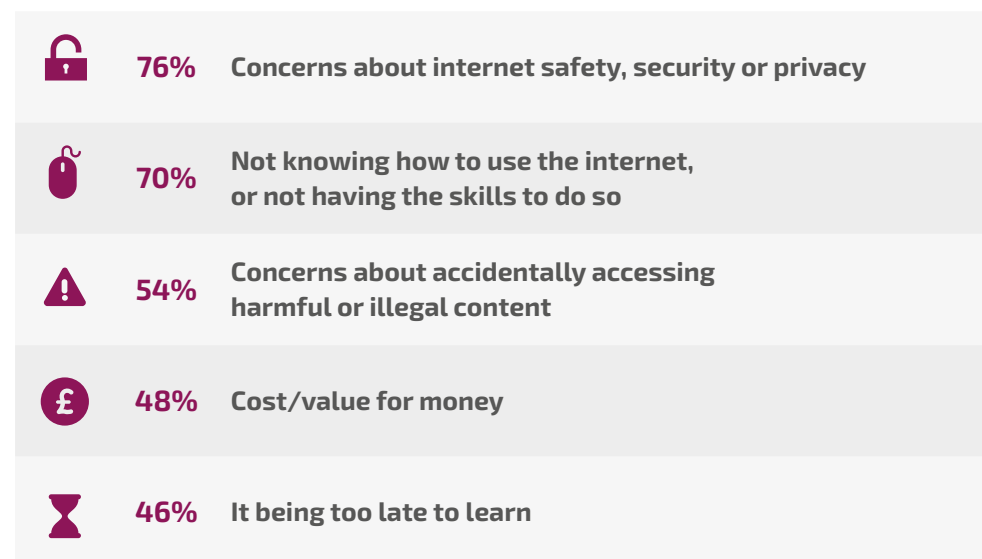 76% Concerns about internet safety, security or privacy
70% Not knowing how to use the internet,
or not having the skills to do so
54% Concerns about accidentally accessing
harmful or illegal content
£ 48% Cost/value for money
46% It being too late to learn